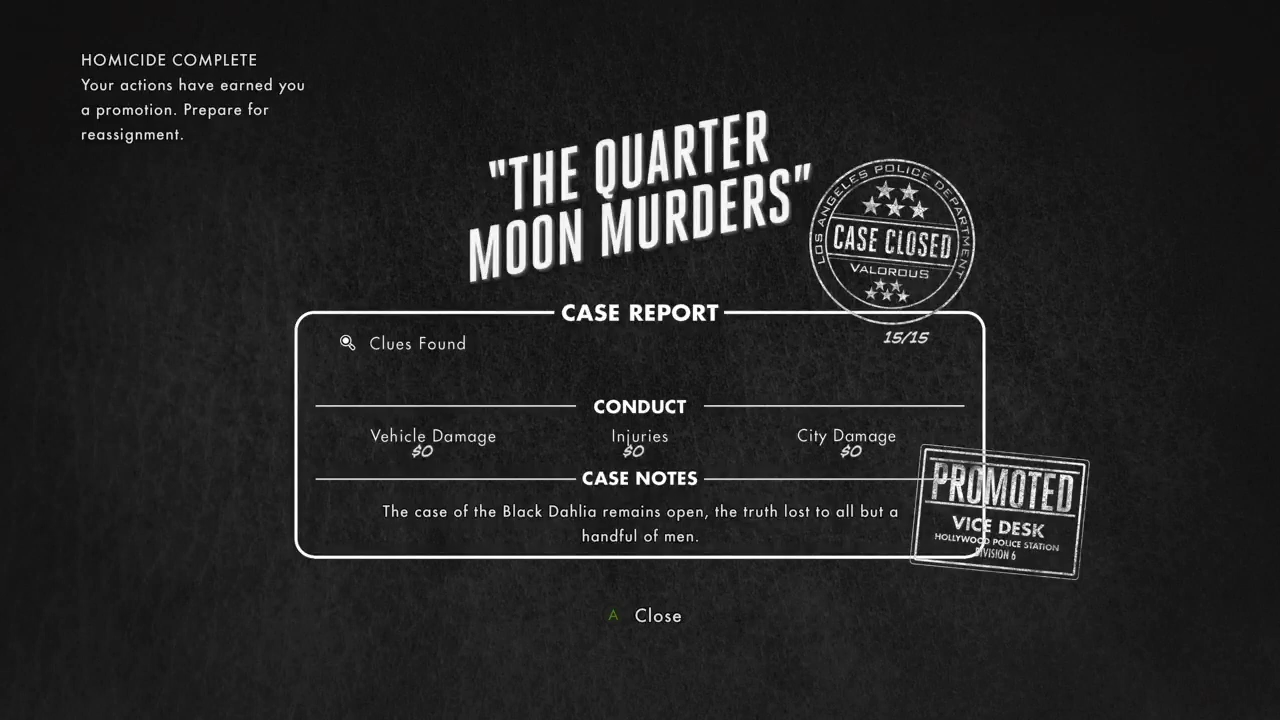 HOMICIDE COMPLETE
Your actions have earned you
a promotion. Prepare for
reassignment.
"THE QUARTER
MOON MURDERS"
LOS ANGELES POLICE DEPARTMENT
CASE CLOSED
VALOROUS
CASE REPORT
Clues Found
15/15
CONDUCT
Vehicle Damage
$0
Injuries
$0
City Damage
$0
CASE NOTES
The case of the Black Dahlia remains open, the truth lost to all but a
handful of men.
PROMOTED
VICE DESK
HOLLYWOOD POLICE STATION
DIVISION 6
A Close